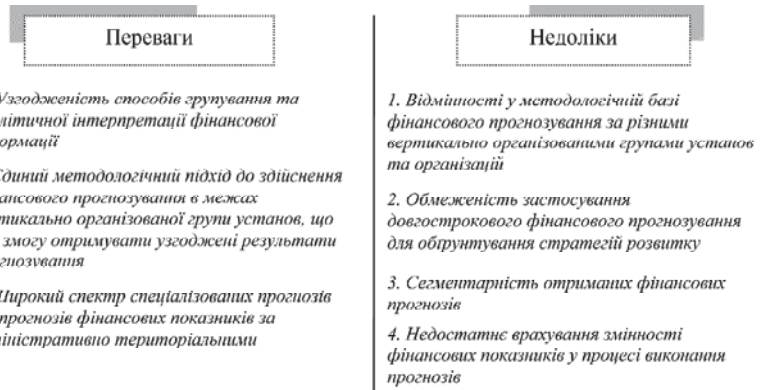 Переваги
згодженість способів групування та
літичної інтерпретації фінансової
ормації
диний методологічний підхід до здійснення
ансового прогнозування в межах
тикально організованої групи установ, що
змогу отримувати узгоджені результати
гнозування
Широкий спектр спеціалізованих прогнозів
прогнозів фінансових показників за
іністративно територіальними
Недоліки
1. Відмінності у методологічній базі
фінансового прогнозування за різними
вертикально організованими групами установ
та організацій
2. Обмеженість застосування
довгострокового фінансового прогнозування
для обґрунтування стратегій розвитку
3. Сегментарність отриманих фінансових
прогнозів
4. Недостатнє врахування змінності
фінансових показників у процесі виконання
прогнозів